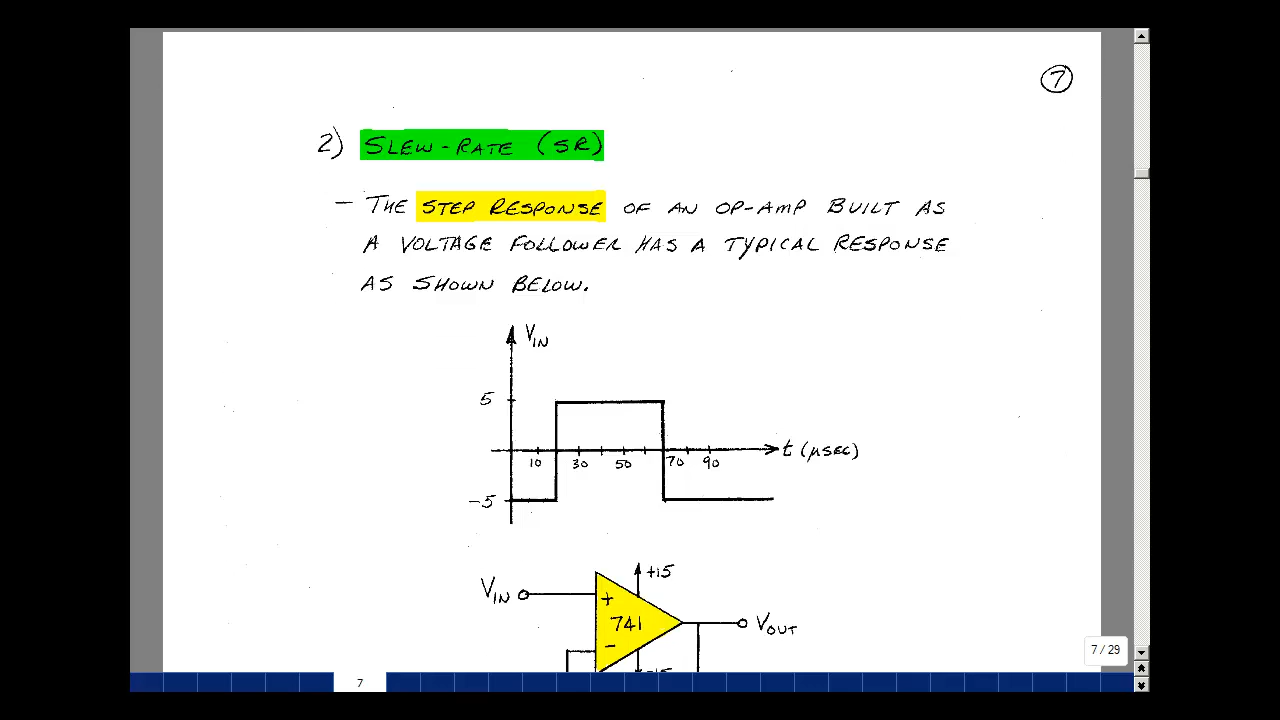 7
2) SLEW-RATE (SR)
- THE STEP RESPONSE OF AN OP-AMP BUILT AS
A VOLTAGE FOLLOWER HAS A TYPICAL RESPONSE
AS SHOWN BELOW.
VIN
5
10 30 50 70 90 t (μSEC)
-5
+15
VIN + 741 VOUT
-
-15
7 / 29
7